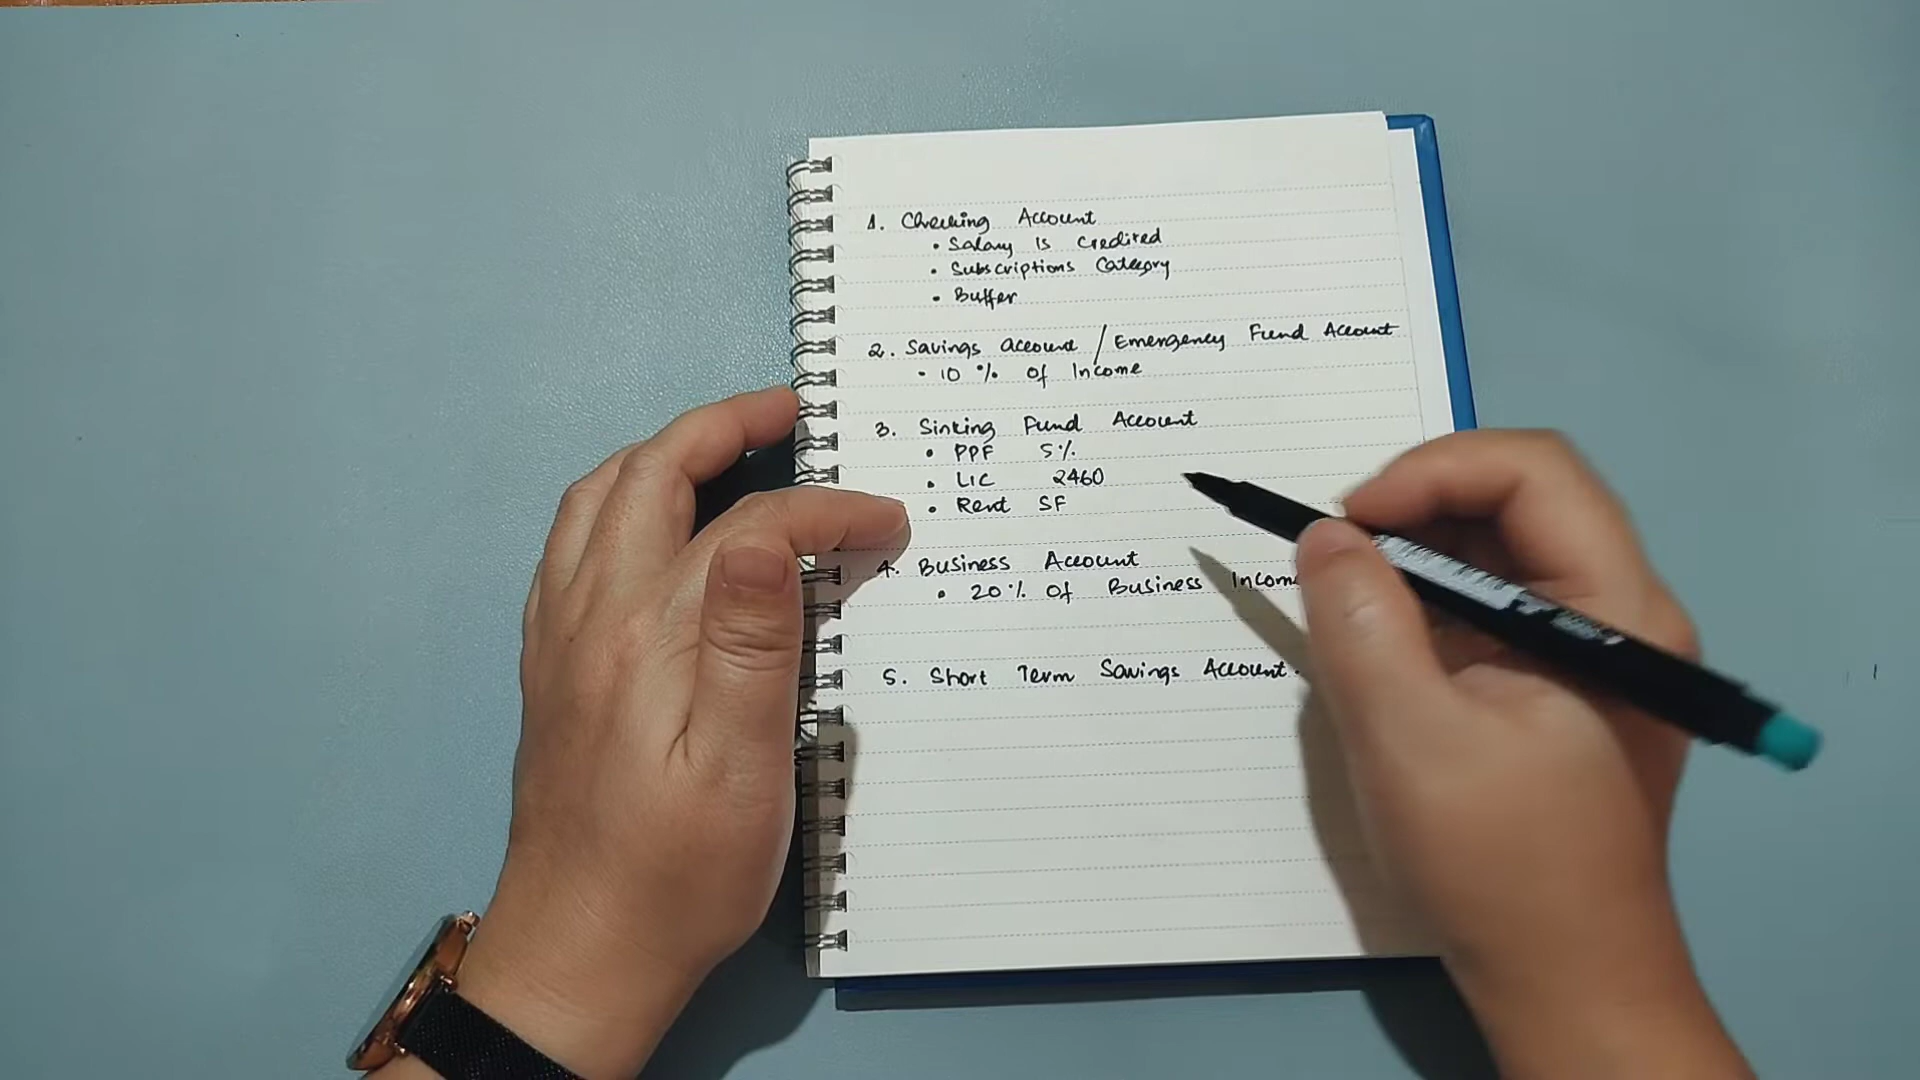 1. Checking Account
• Salary is credited
• Subscriptions Category
• Buffer
2. Savings account / Emergency Fund Account
• 10 % of Income
3. Sinking Fund Account
• PPF 5%
• LIC 2460
• Rent SF
4. Business Account
• 20% of Business Income
5. Short Term Savings Account.